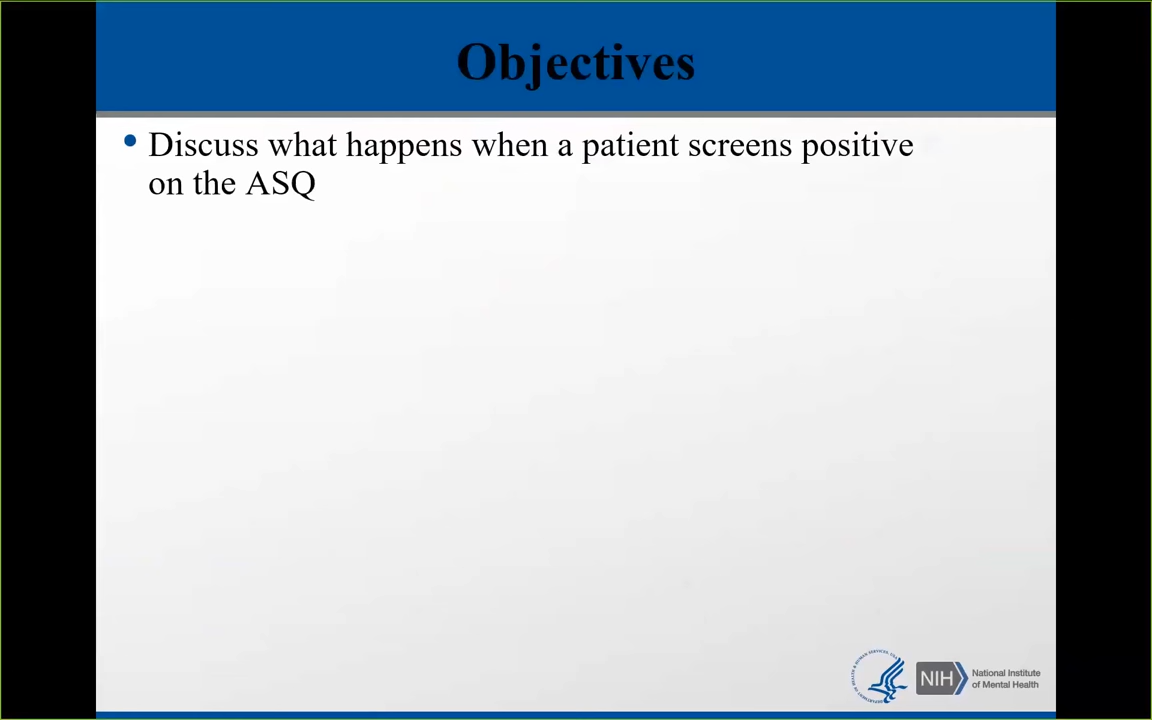 Objectives
• Discuss what happens when a patient screens positive
on the ASQ
NIH
National Institute
of Mental Health